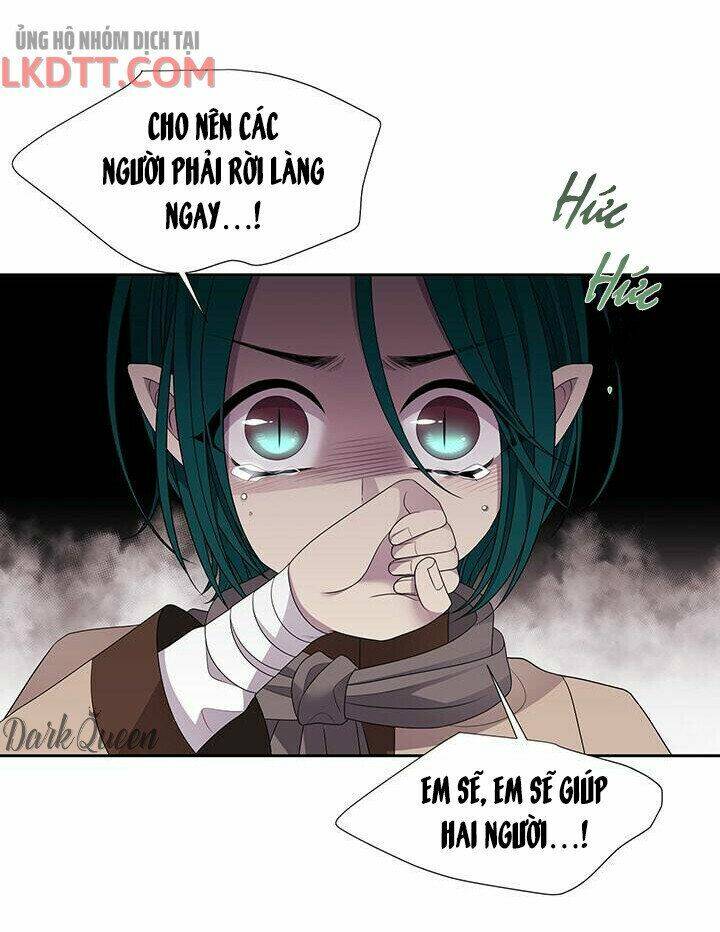 ỦNG HỘ NHÓM DỊCH TẠI
LKDTT.COM
CHO NÊN CÁC
NGƯỜI PHẢI RỜI LÀNG
NGAY...!
Hức
Hức
DarkQueen
EM SẼ, EM SẼ GIÚP
HAI NGƯỜI...!